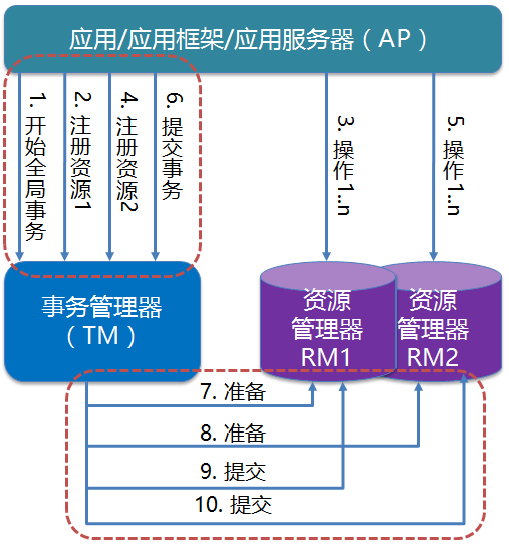 应用/应用框架/应用服务器（AP）
1. 开始全局事务
2. 注册资源1
4. 注册资源2
6. 提交事务
3. 操作1..n
5. 操作1..n
事务管理器
（TM）
资源
管理器
RM1
资源
管理器
RM2
7. 准备
8. 准备
9. 提交
10. 提交